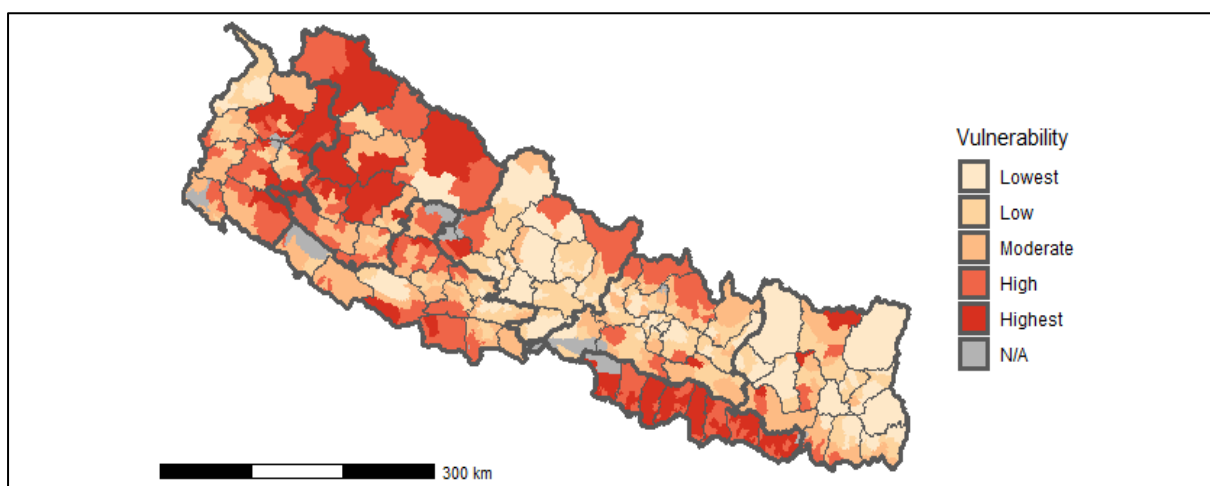 Vulnerability
Lowest
Low
Moderate
High
Highest
N/A
300 km